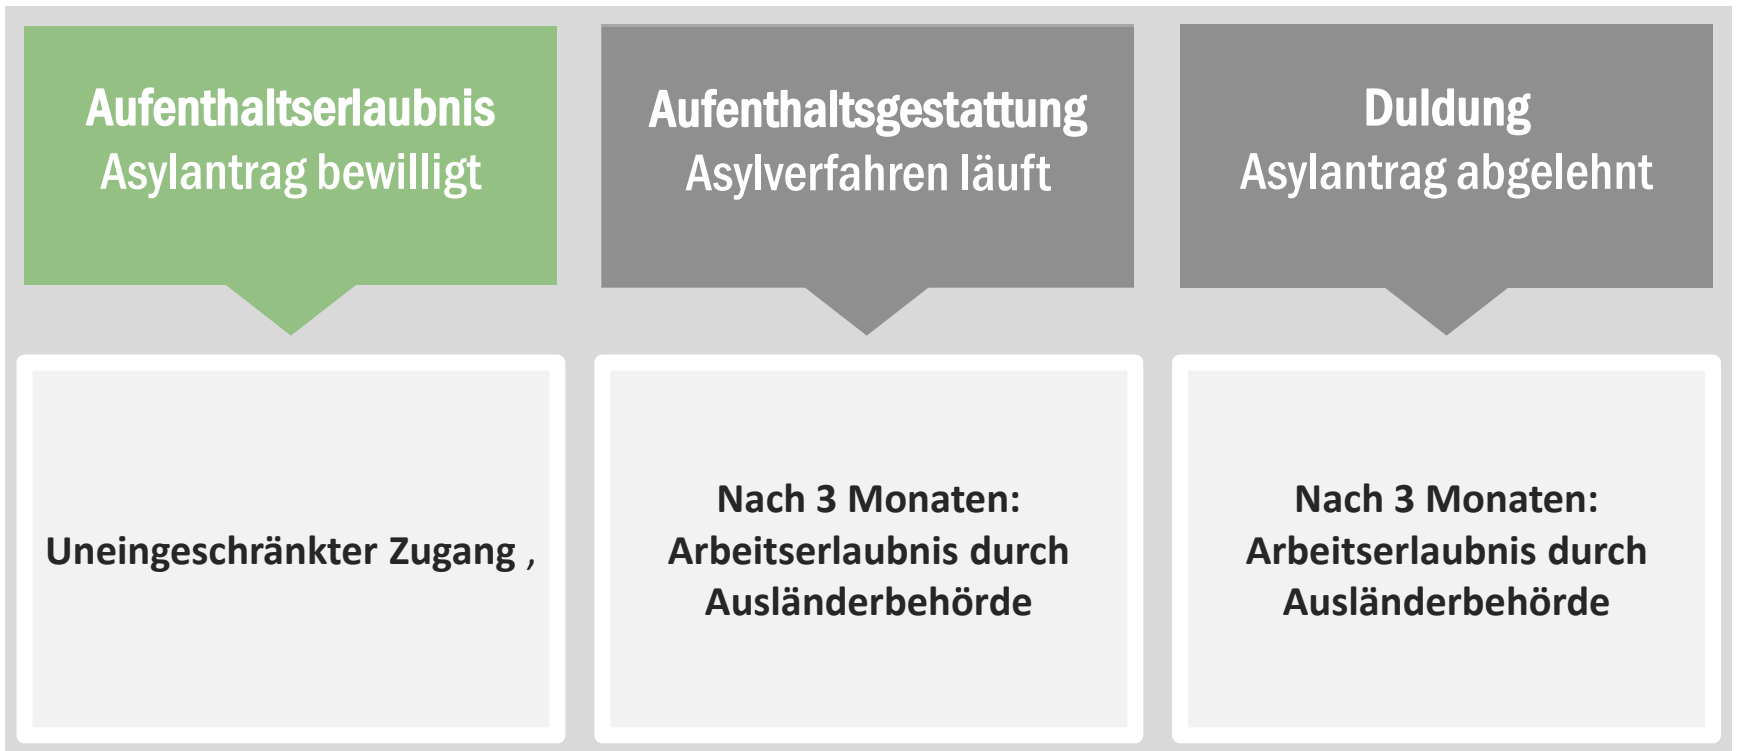 Aufenthaltserlaubnis
Asylantrag bewilligt
Aufenthaltsgestattung
Asylverfahren läuft
Duldung
Asylantrag abgelehnt
Uneingeschränkter Zugang ,
Nach 3 Monaten:
Arbeitserlaubnis durch
Ausländerbehörde
Nach 3 Monaten:
Arbeitserlaubnis durch
Ausländerbehörde